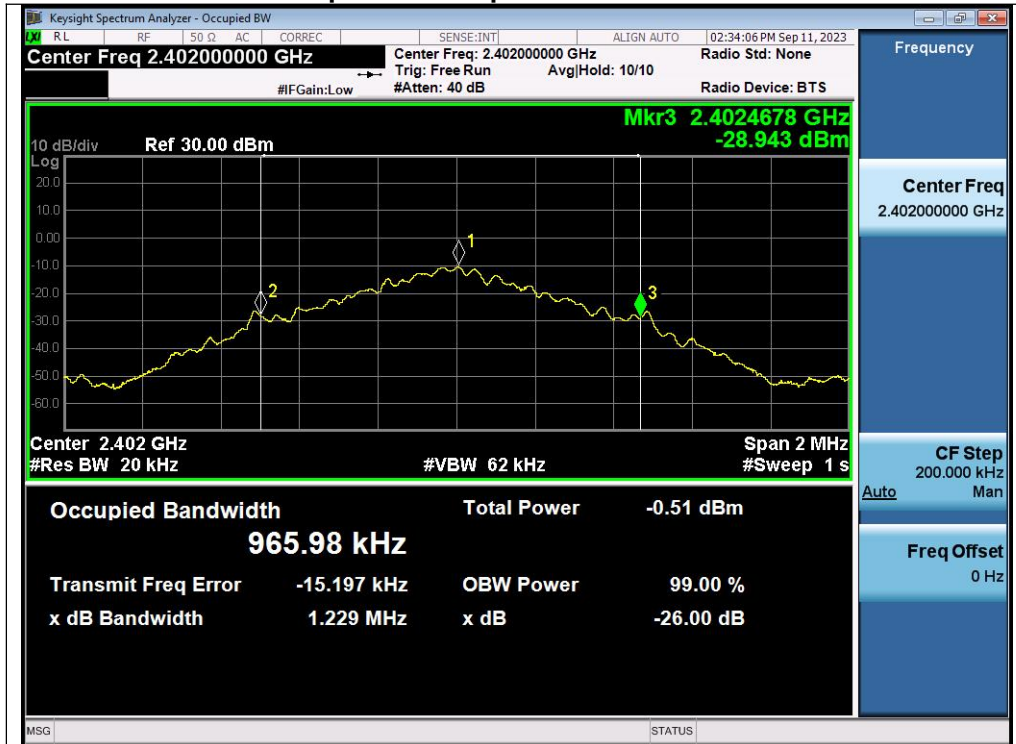 Keysight Spectrum Analyzer - Occupied BW
LXI RL RF 50 Ω AC CORREC SENSE:INT ALIGN AUTO 02:34:06 PM Sep 11, 2023
Center Freq 2.402000000 GHz
Center Freq: 2.402000000 GHz Radio Std: None
Trig: Free Run Avg|Hold: 10/10
#IFGain:Low #Atten: 40 dB Radio Device: BTS
Mkr3 2.4024678 GHz
-28.943 dBm
10 dB/div Ref 30.00 dBm
Log
20.0
10.0
0.00
-10.0
-20.0
-30.0
-40.0
-50.0
-60.0
1
2
3
Center 2.402 GHz Span 2 MHz
#Res BW 20 kHz #VBW 62 kHz #Sweep 1 s
Occupied Bandwidth Total Power -0.51 dBm
965.98 kHz
Transmit Freq Error -15.197 kHz OBW Power 99.00 %
x dB Bandwidth 1.229 MHz x dB -26.00 dB
MSG STATUS
Frequency
Center Freq
2.402000000 GHz
CF Step
200.000 kHz
Auto Man
Freq Offset
0 Hz